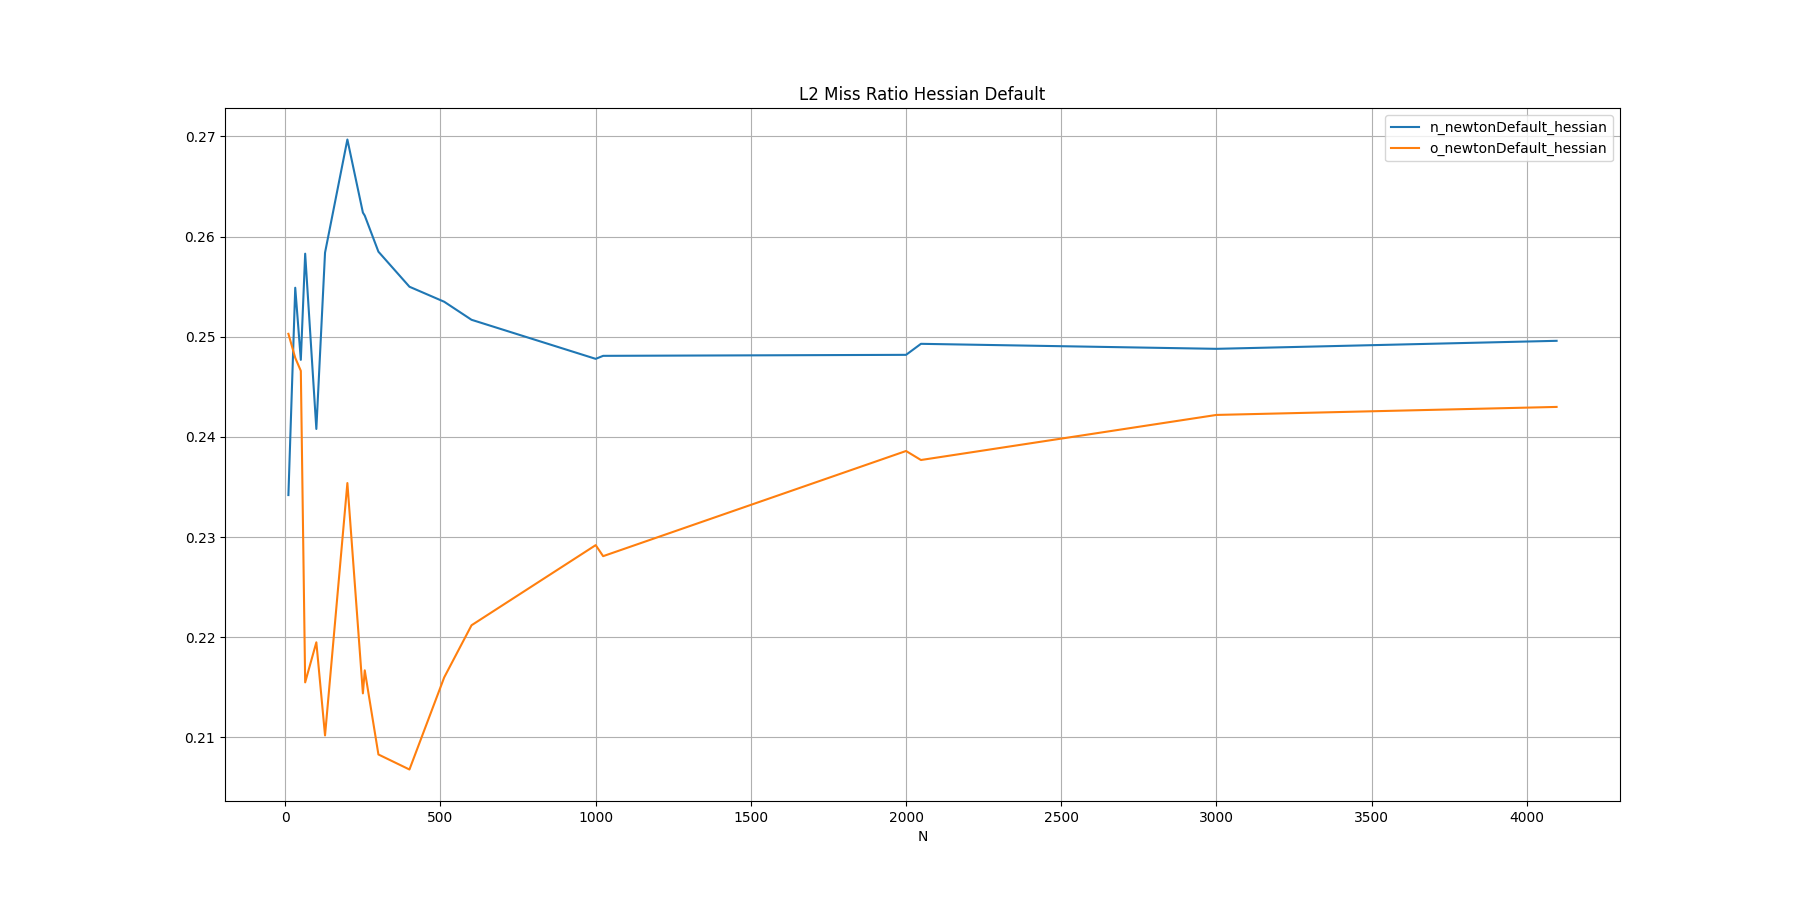 L2 Miss Ratio Hessian Default
n_newtonDefault_hessian
o_newtonDefault_hessian
0.27
0.26
0.25
0.24
0.23
0.22
0.21
0 500 1000 1500 2000 2500 3000 3500 4000
N